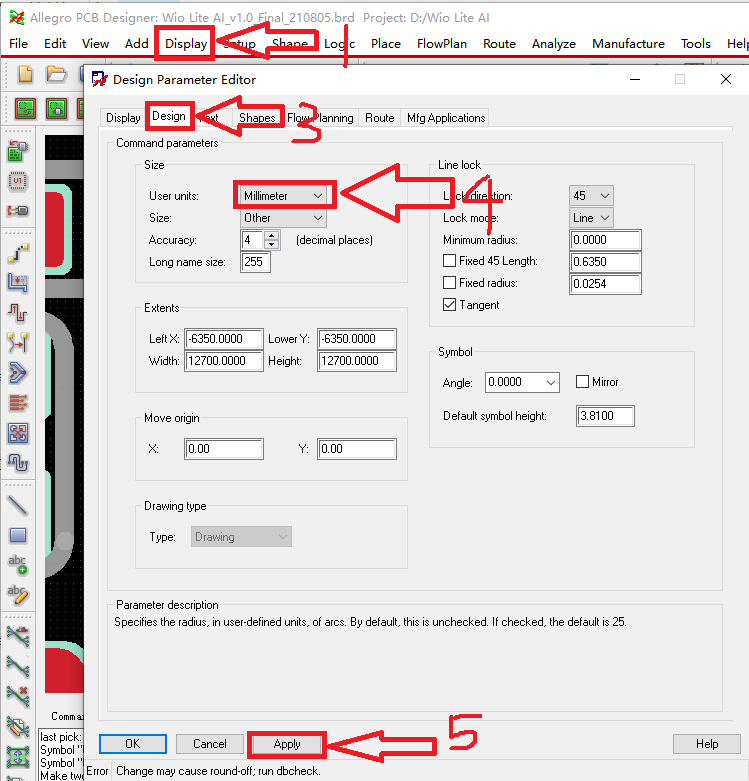 Allegro PCB Designer: Wio Lite AI_v1.0_Final_210805.brd Project: D:/Wio Lite AI
File Edit View Add Display Setup Shape Logic Place FlowPlan Route Analyze Manufacture Tools Help
1
Design Parameter Editor
Display Design Text Shapes Flow Planning Route Mfg Applications
3
Command parameters
Size
User units: Millimeter
Size: Other
Accuracy: 4 (decimal places)
Long name size: 255
4
Line lock
Lock direction: 45
Lock mode: Line
Minimum radius: 0.0000
Fixed 45 Length: 0.6350
Fixed radius: 0.0254
Tangent
Extents
Left X: -6350.0000 Lower Y: -6350.0000
Width: 12700.0000 Height: 12700.0000
Symbol
Angle: 0.0000 Mirror
Default symbol height: 3.8100
Move origin
X: 0.00 Y: 0.00
Drawing type
Type: Drawing
Parameter description
Specifies the radius, in user-defined units, of arcs. By default, this is unchecked. If checked, the default is 25.
OK Cancel Apply Help
5
Error Change may cause round-off; run dbcheck.
U1
abc
abc
Comma
last pick:
Symbol "
Symbol "
Make two